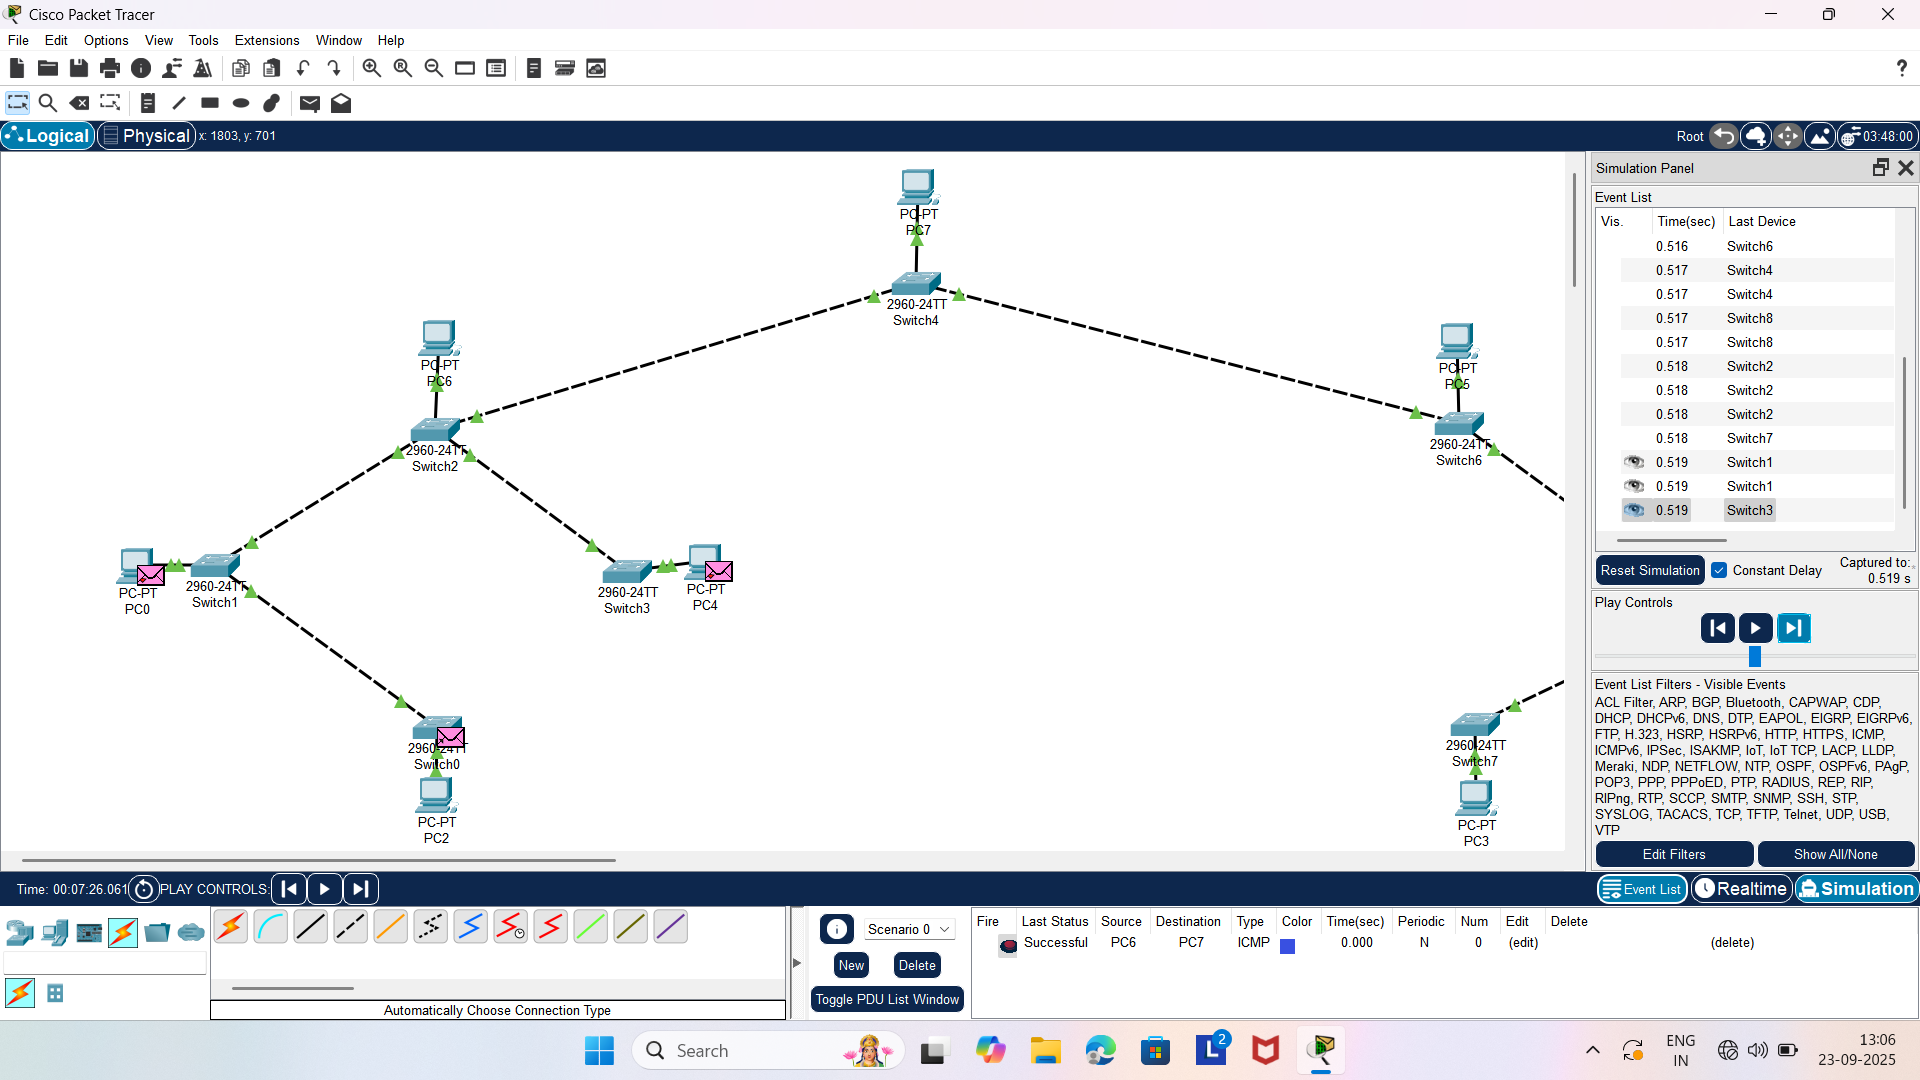 Cisco Packet Tracer
File Edit Options View Tools Extensions Window Help
?
Logical Physical x: 1803, y: 701 Root 03:48:00
PC-PT
PC7
2960-24TT
Switch4
PC-PT
PC6
2960-24TT
Switch2
PC-PT
PC5
2960-24TT
Switch6
PC-PT
PC0
2960-24TT
Switch1
2960-24TT
Switch3
PC-PT
PC4
2960-24TT
Switch0
PC-PT
PC2
2960-24TT
Switch7
PC-PT
PC3
Simulation Panel
Event List
Vis. Time(sec) Last Device
0.516 Switch6
0.517 Switch4
0.517 Switch4
0.517 Switch8
0.517 Switch8
0.518 Switch2
0.518 Switch2
0.518 Switch2
0.518 Switch7
0.519 Switch1
0.519 Switch1
0.519 Switch3
Reset Simulation Constant Delay Captured to:*
0.519 s
Play Controls
Event List Filters - Visible Events
ACL Filter, ARP, BGP, Bluetooth, CAPWAP, CDP,
DHCP, DHCPv6, DNS, DTP, EAPOL, EIGRP, EIGRPv6,
FTP, H.323, HSRP, HSRPv6, HTTP, HTTPS, ICMP,
ICMPv6, IPSec, ISAKMP, IoT, IoT TCP, LACP, LLDP,
Meraki, NDP, NETFLOW, NTP, OSPF, OSPFv6, PAgP,
POP3, PPP, PPPoED, PTP, RADIUS, REP, RIP,
RIPng, RTP, SCCP, SMTP, SNMP, SSH, STP,
SYSLOG, TACACS, TCP, TFTP, Telnet, UDP, USB,
VTP
Edit Filters Show All/None
Time: 00:07:26.061 PLAY CONTROLS: Event List Realtime Simulation
Automatically Choose Connection Type
Scenario 0
New Delete
Toggle PDU List Window
Fire Last Status Source Destination Type Color Time(sec) Periodic Num Edit Delete
Successful PC6 PC7 ICMP 0.000 N 0 (edit) (delete)
Search
L 2
ENG
IN
13:06
23-09-2025